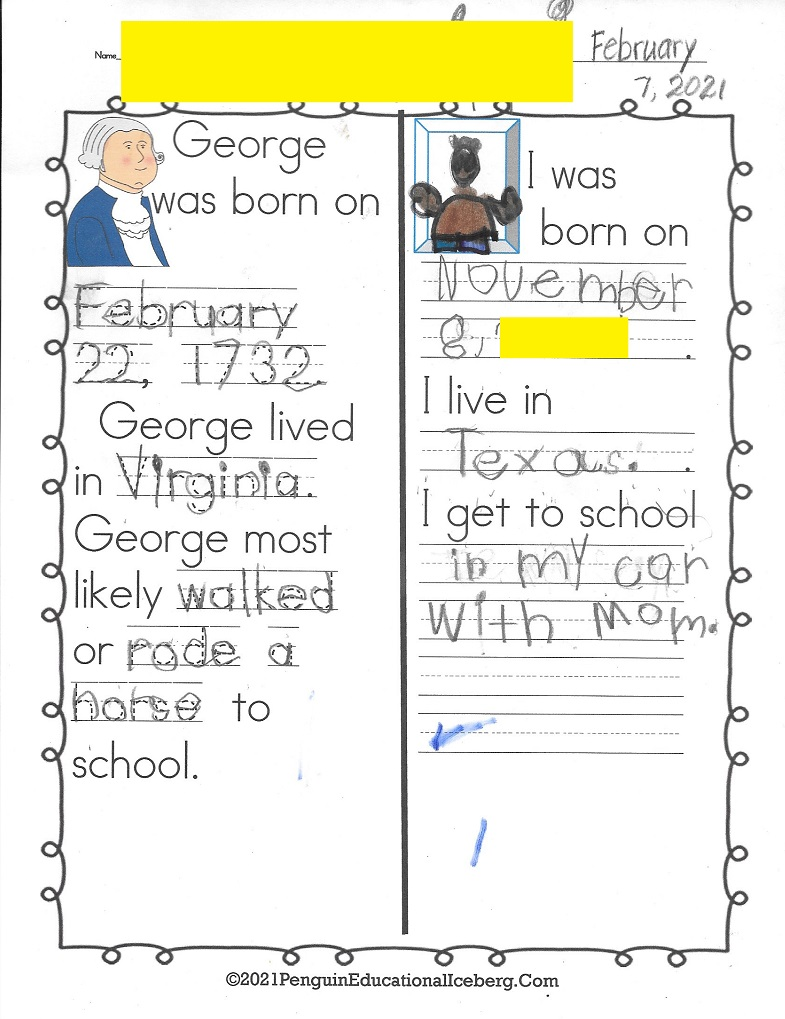 Name
February
7, 2021
George
was born on
February
22, 1732.
George lived
in Virginia.
George most
likely walked
or rode a
horse to
school.
I was
born on
November
8,
.
I live in
Texas. .
I get to school
in my car
with Mom.
©2021PenguinEducationalIceberg.Com